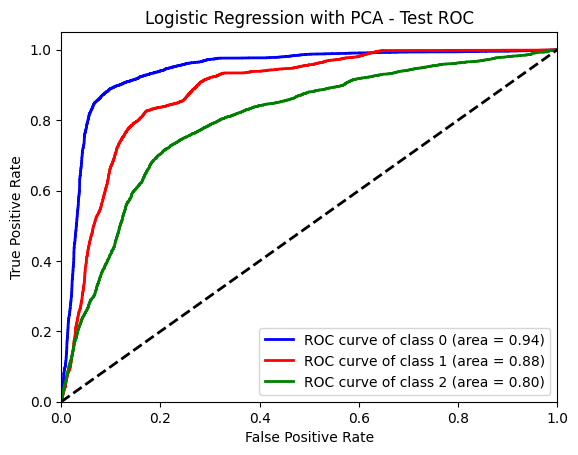 Logistic Regression with PCA - Test ROC
True Positive Rate
1.0
0.8
0.6
0.4
0.2
0.0
0.0 0.2 0.4 0.6 0.8 1.0
False Positive Rate
ROC curve of class 0 (area = 0.94)
ROC curve of class 1 (area = 0.88)
ROC curve of class 2 (area = 0.80)